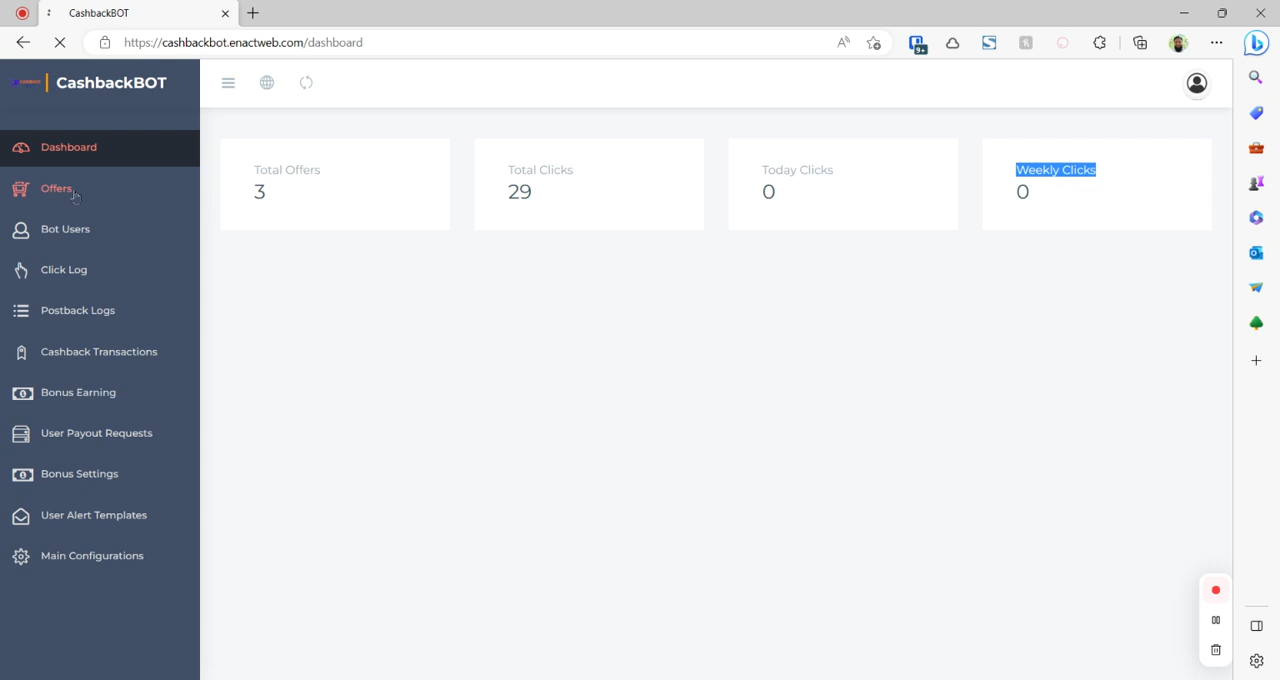 CashbackBOT
https://cashbackbot.enactweb.com/dashboard
9+
CashbackBOT
Dashboard
Offers
Bot Users
Click Log
Postback Logs
Cashback Transactions
Bonus Earning
User Payout Requests
Bonus Settings
User Alert Templates
Main Configurations
Total Offers
3
Total Clicks
29
Today Clicks
0
Weekly Clicks
0